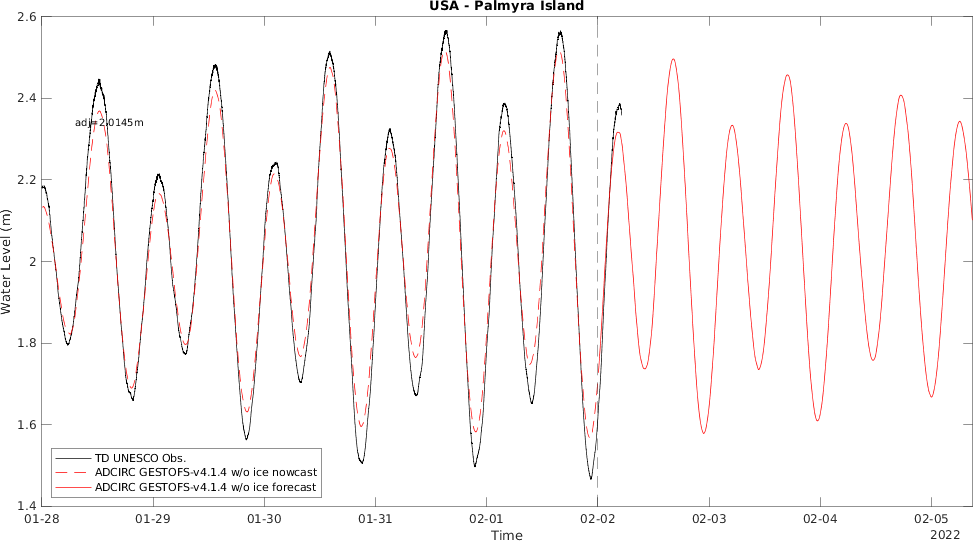 USA - Palmyra Island
2.6
2.4
adj=2.0145m
2.2
2
1.8
1.6
1.4
Water Level (m)
TD UNESCO Obs.
ADCIRC GESTOFS-v4.1.4 w/o ice nowcast
ADCIRC GESTOFS-v4.1.4 w/o ice forecast
01-28 01-29 01-30 01-31 02-01 02-02 02-03 02-04 02-05
Time
2022